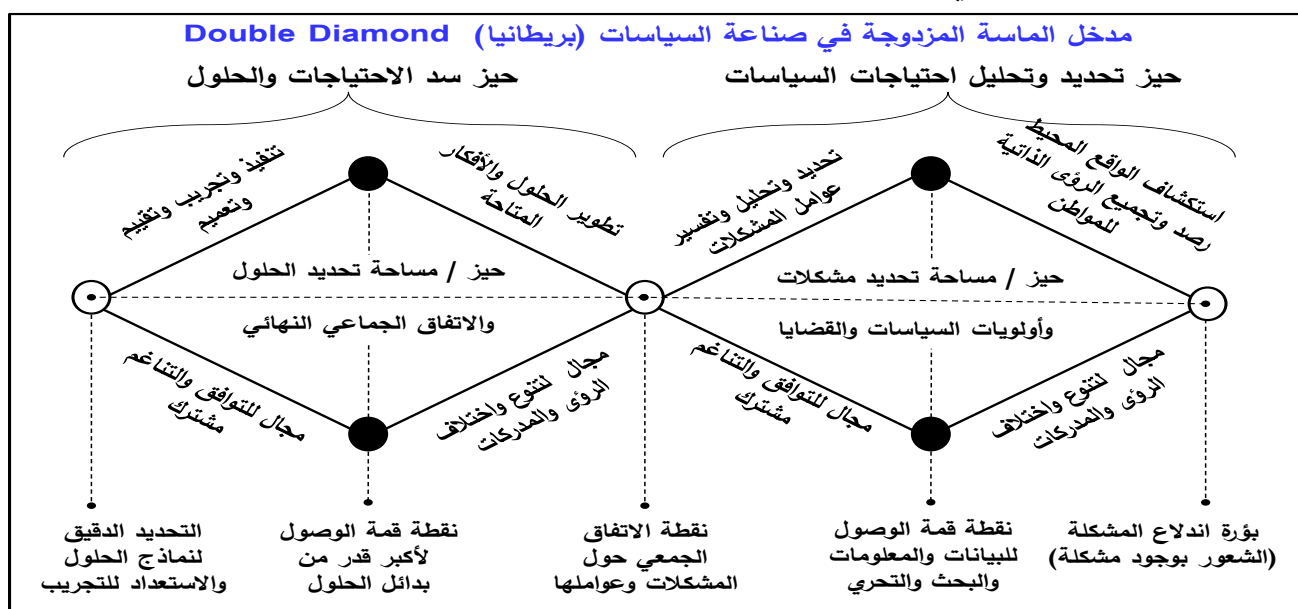 مدخل الماسة المزدوجة في صناعة السياسات (بريطانيا) Double Diamond
حيز تحديد وتحليل احتياجات السياسات
حيز سد الاحتياجات والحلول
استكشاف الواقع المحيط
رصد وتجميع الرؤى الذاتية
للمواطن
تحديد وتحليل وتفسير
عوامل المشكلات
تطوير الحلول والأفكار
المتاحة
تنفيذ وتجريب وتقييم
وتعميم
حيز / مساحة تحديد مشكلات
وأولويات السياسات والقضايا
حيز / مساحة تحديد الحلول
والاتفاق الجماعي النهائي
مجال لتنوع واختلاف
الرؤى والمدركات
مجال للتوافق والتناغم
مشترك
مجال لتنوع واختلاف
الرؤى والمدركات
مجال للتوافق والتناغم
مشترك
بؤرة اندلاع المشكلة
(الشعور بوجود مشكلة)
نقطة قمة الوصول
للبيانات والمعلومات
والبحث والتحري
نقطة الاتفاق
الجمعي حول
المشكلات وعواملها
نقطة قمة الوصول
لأكبر قدر من
بدائل الحلول
التحديد الدقيق
لنماذج الحلول
والاستعداد للتجريب